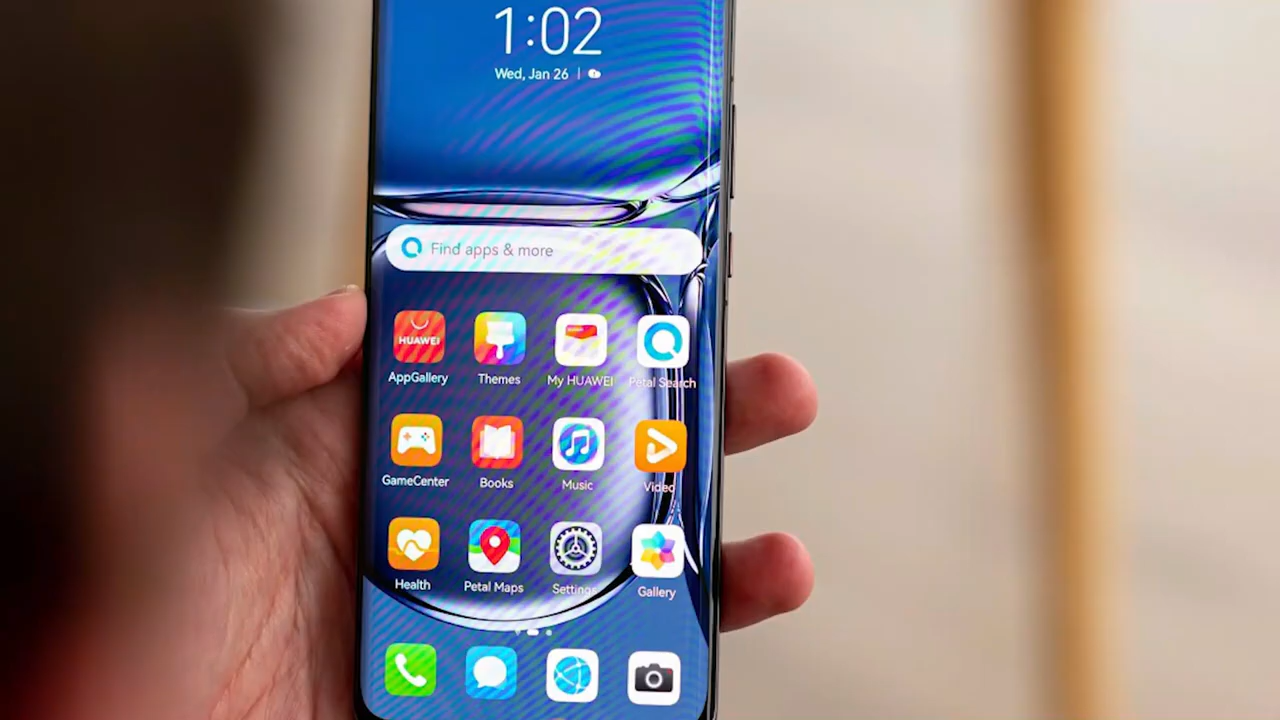 1:02
Wed, Jan 26
Find apps & more
HUAWEI
AppGallery Themes My HUAWEI Petal Search
GameCenter Books Music Video
Health Petal Maps Settings Gallery